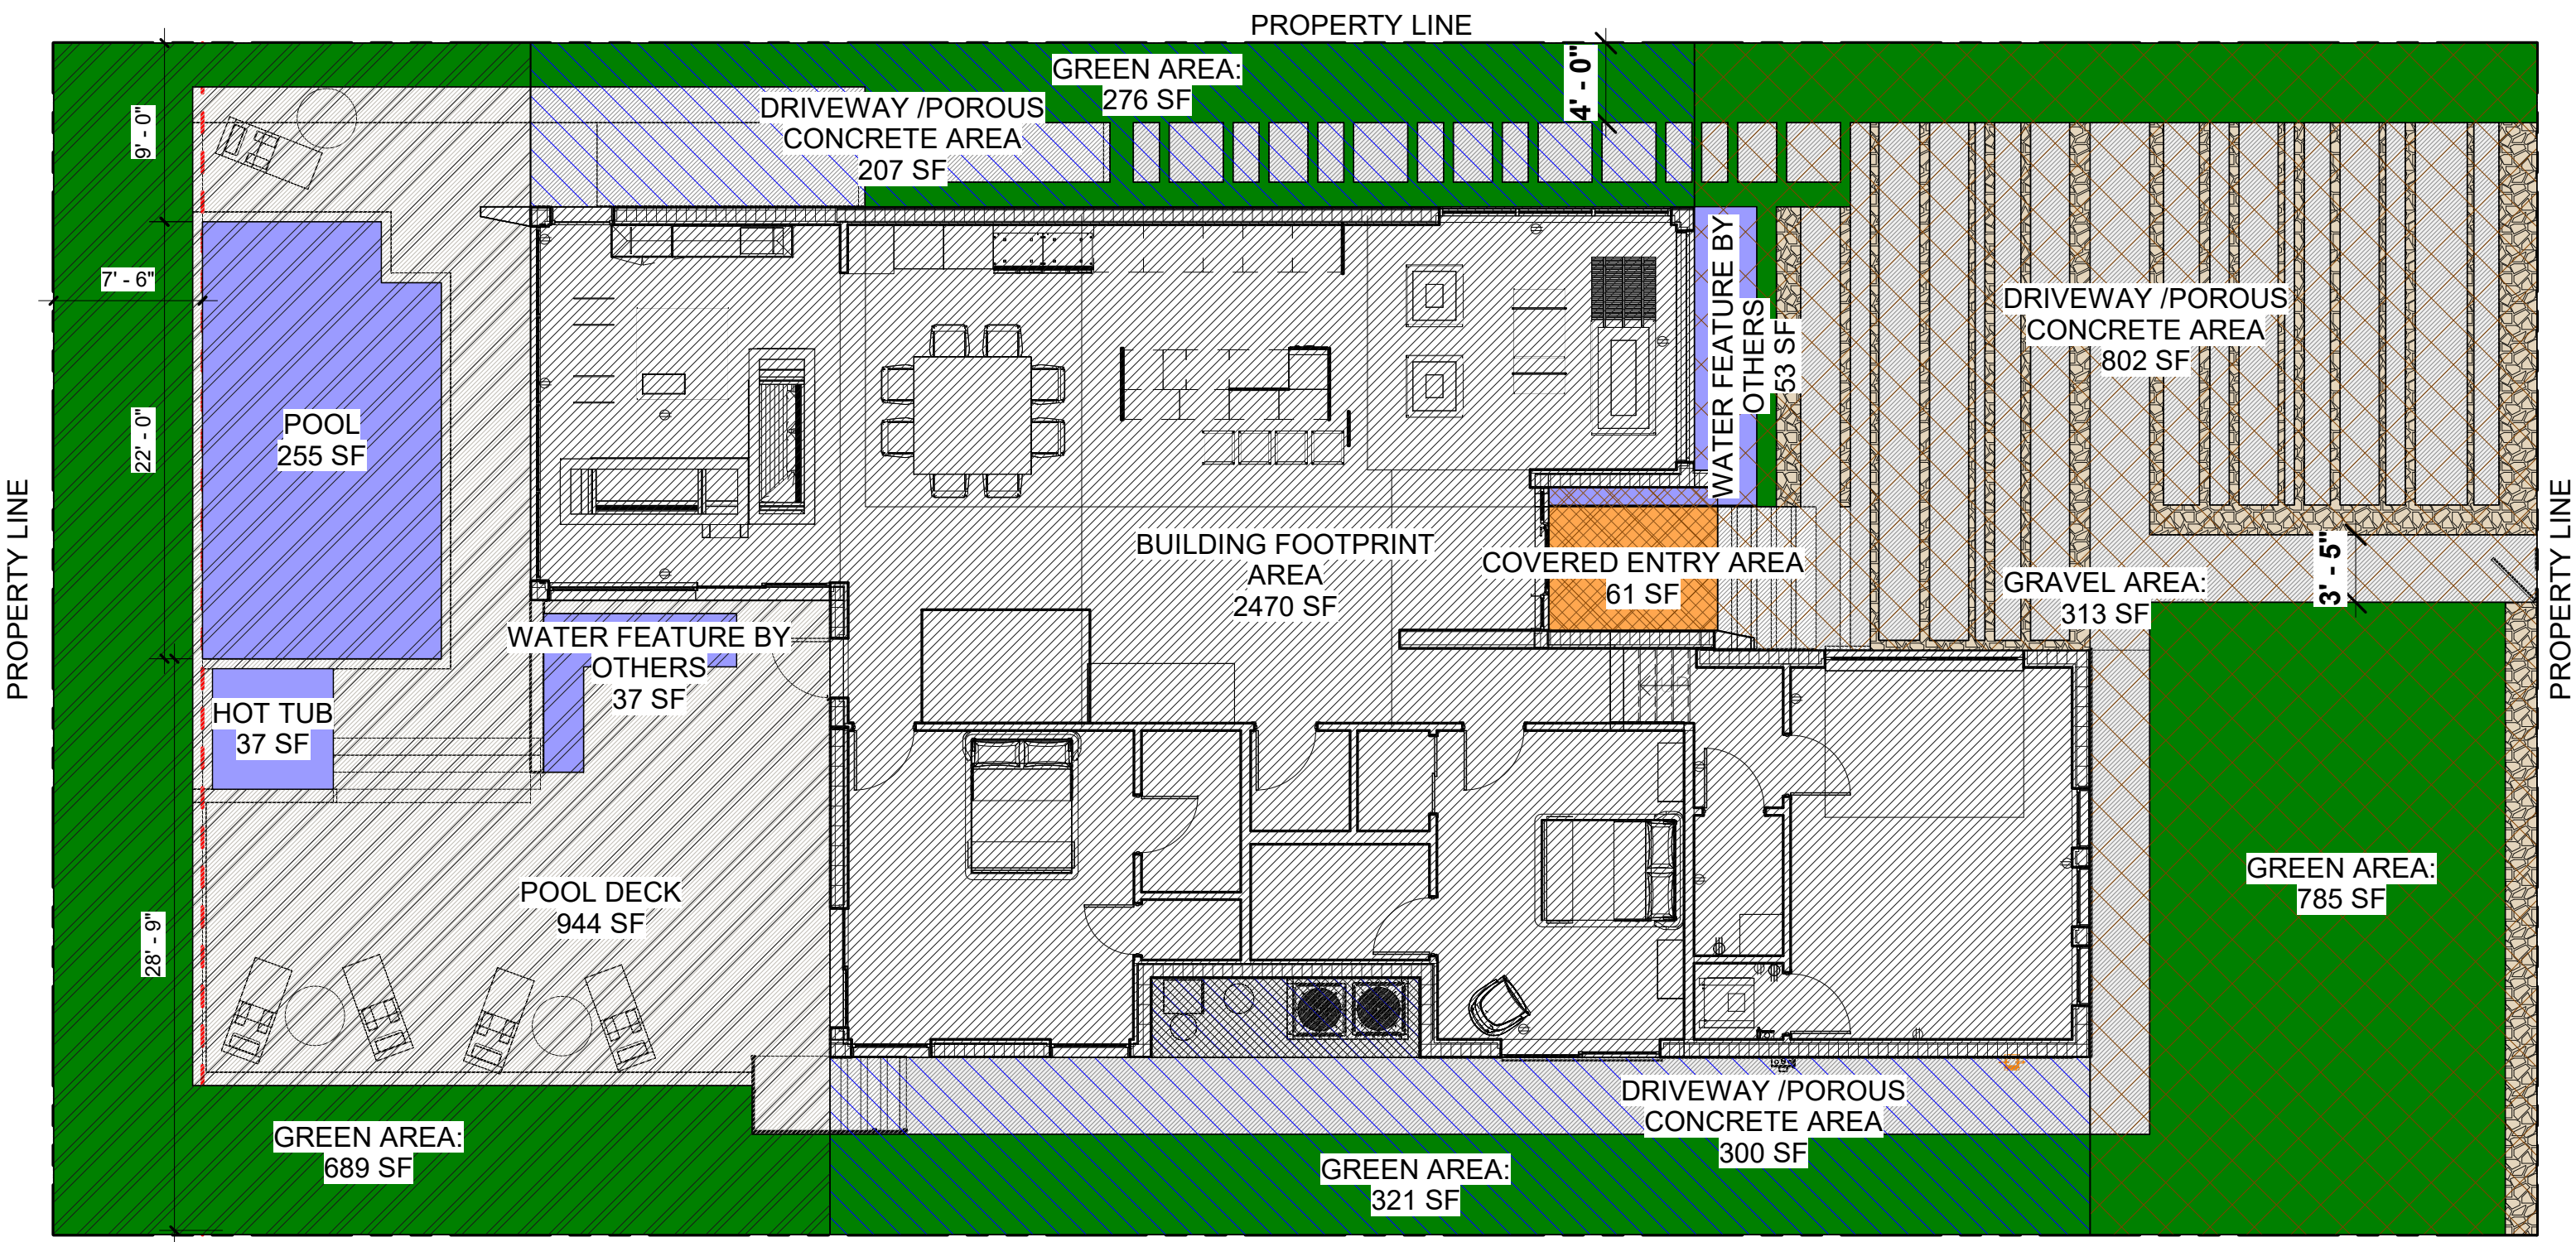 PROPERTY LINE
GREEN AREA:
276 SF
4' - 0"
DRIVEWAY /POROUS
CONCRETE AREA
207 SF
9' - 0"
7' - 6"
22' - 0"
28' - 9"
PROPERTY LINE
POOL
255 SF
WATER FEATURE BY
OTHERS
53 SF
DRIVEWAY /POROUS
CONCRETE AREA
802 SF
BUILDING FOOTPRINT
AREA
2470 SF
COVERED ENTRY AREA
61 SF
GRAVEL AREA:
313 SF
3' - 5"
PROPERTY LINE
WATER FEATURE BY
OTHERS
37 SF
HOT TUB
37 SF
POOL DECK
944 SF
GREEN AREA:
785 SF
DRIVEWAY /POROUS
CONCRETE AREA
300 SF
GREEN AREA:
689 SF
GREEN AREA:
321 SF